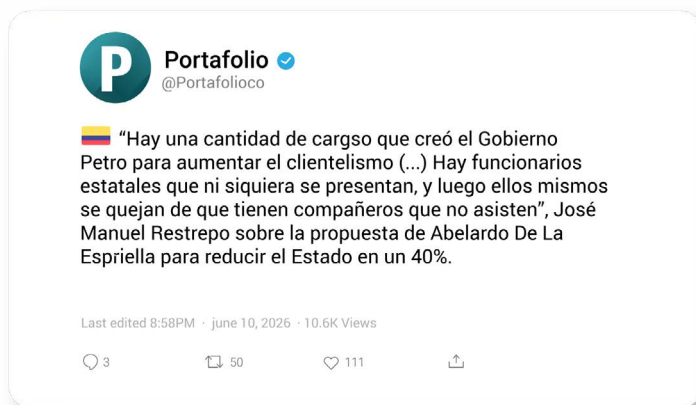 P
Portafolio
@Portafolioco
🇨🇴 “Hay una cantidad de cargso que creó el Gobierno
Petro para aumentar el clientelismo (...) Hay funcionarios
estatales que ni siquiera se presentan, y luego ellos mismos
se quejan de que tienen compañeros que no asisten”, José
Manuel Restrepo sobre la propuesta de Abelardo De La
Espriella para reducir el Estado en un 40%.
Last edited 8:58PM · june 10, 2026 · 10.6K Views
3 50 111